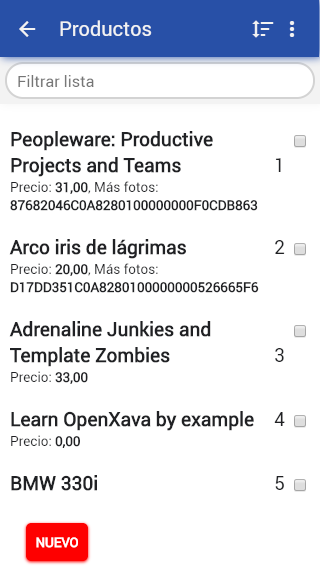 Productos
Filtrar lista
Peopleware: Productive
Projects and Teams 1
Precio: 31,00, Más fotos:
87682046C0A8280100000000F0CDB863
Arco iris de lágrimas 2
Precio: 20,00, Más fotos:
D17DD351C0A8280100000000526665F6
Adrenaline Junkies and
Template Zombies 3
Precio: 33,00
Learn OpenXava by example 4
Precio: 0,00
BMW 330i 5
NUEVO